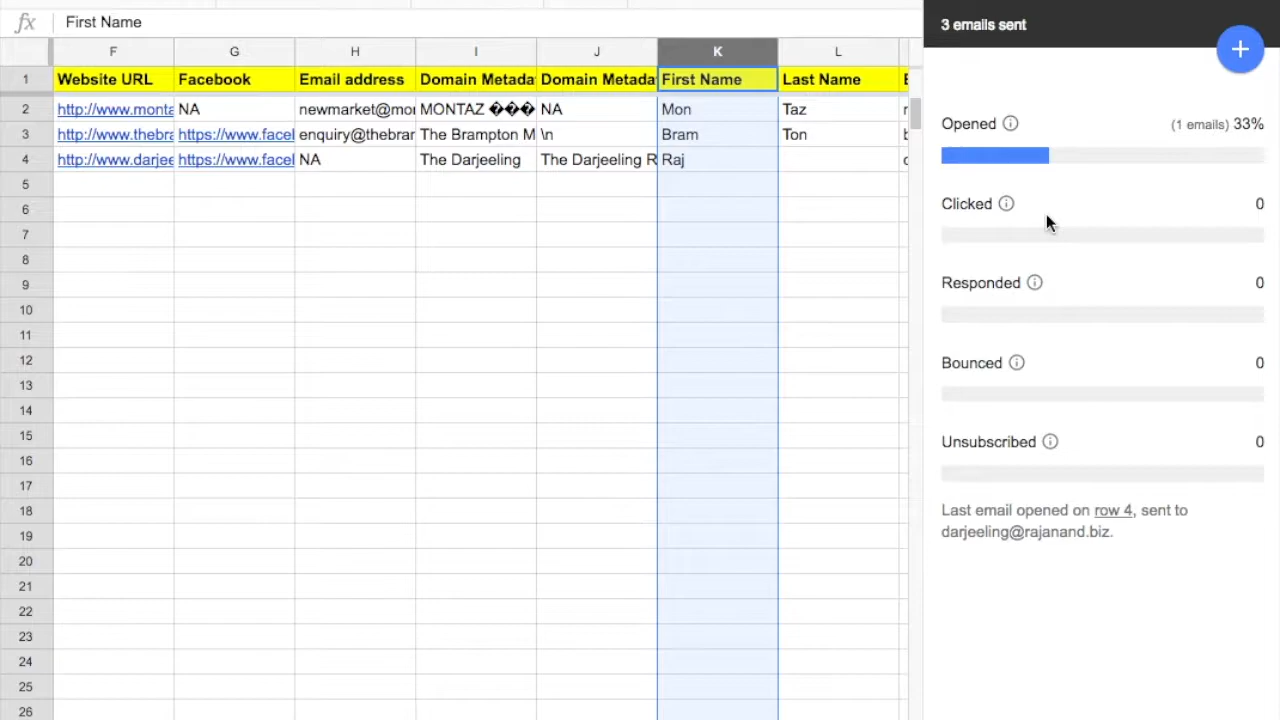 fx First Name
F G H I J K L
1 Website URL Facebook Email address Domain Metada Domain Metada First Name Last Name
2 http://www.monta NA newmarket@mo MONTAZ ��� NA Mon Taz
3 http://www.thebra https://www.facel enquiry@thebrar The Brampton M \n Bram Ton
4 http://www.darjee https://www.facel NA The Darjeeling The Darjeeling R Raj
5
6
7
8
9
10
11
12
13
14
15
16
17
18
19
20
21
22
23
24
25
26
3 emails sent
+
Opened (1 emails) 33%
Clicked 0
Responded 0
Bounced 0
Unsubscribed 0
Last email opened on row 4, sent to
darjeeling@rajanand.biz.